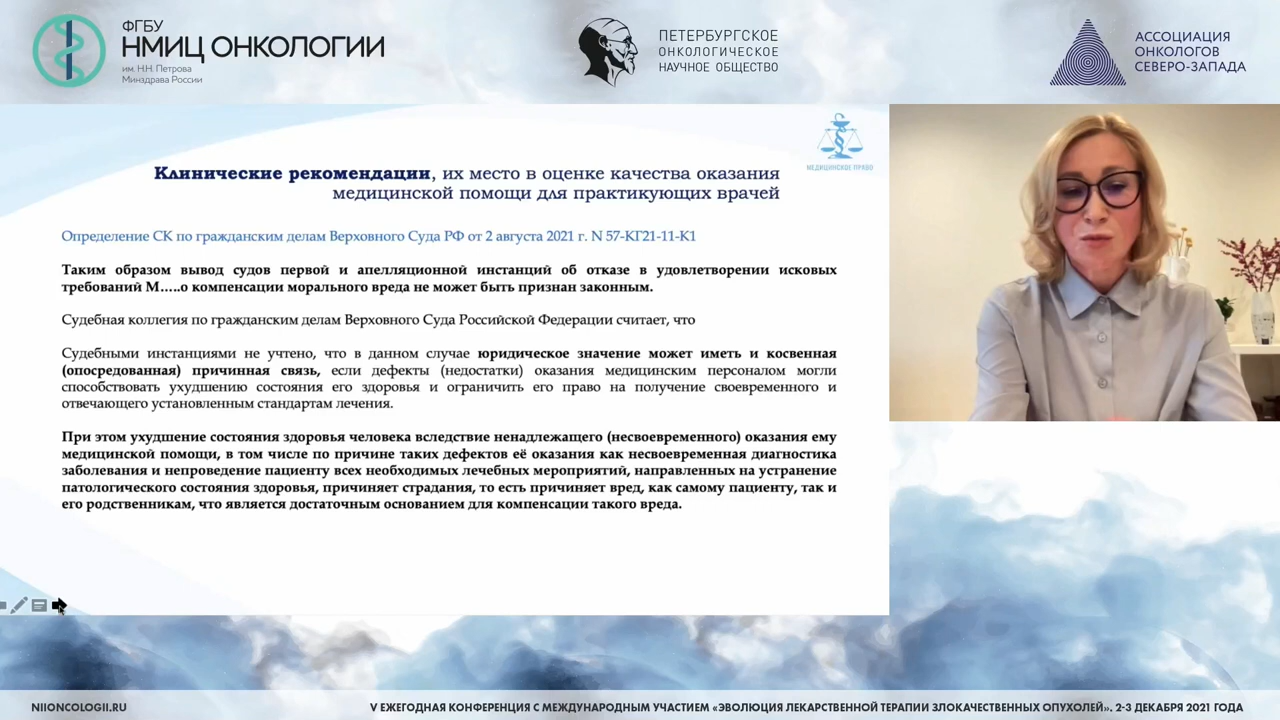 ФГБУ
НМИЦ ОНКОЛОГИИ
им. Н.Н. Петрова
Минздрава России
ПЕТЕРБУРГСКОЕ
ОНКОЛОГИЧЕСКОЕ
НАУЧНОЕ ОБЩЕСТВО
АССОЦИАЦИЯ
ОНКОЛОГОВ
СЕВЕРО-ЗАПАДА
МЕДИЦИНСКОЕ ПРАВО
Клинические рекомендации, их место в оценке качества оказания
медицинской помощи для практикующих врачей
Определение СК по гражданским делам Верховного Суда РФ от 2 августа 2021 г. N 57-КГ21-11-К1
Таким образом вывод судов первой и апелляционной инстанций об отказе в удовлетворении исковых
требований М…..о компенсации морального вреда не может быть признан законным.
Судебная коллегия по гражданским делам Верховного Суда Российской Федерации считает, что
Судебными инстанциями не учтено, что в данном случае юридическое значение может иметь и косвенная
(опосредованная) причинная связь, если дефекты (недостатки) оказания медицинским персоналом могли
способствовать ухудшению состояния его здоровья и ограничить его право на получение своевременного и
отвечающего установленным стандартам лечения.
При этом ухудшение состояния здоровья человека вследствие ненадлежащего (несвоевременного) оказания ему
медицинской помощи, в том числе по причине таких дефектов её оказания как несвоевременная диагностика
заболевания и непроведение пациенту всех необходимых лечебных мероприятий, направленных на устранение
патологического состояния здоровья, причиняет страдания, то есть причиняет вред, как самому пациенту, так и
его родственникам, что является достаточным основанием для компенсации такого вреда.
NIIONCOLOGII.RU
V ЕЖЕГОДНАЯ КОНФЕРЕНЦИЯ С МЕЖДУНАРОДНЫМ УЧАСТИЕМ «ЭВОЛЮЦИЯ ЛЕКАРСТВЕННОЙ ТЕРАПИИ ЗЛОКАЧЕСТВЕННЫХ ОПУХОЛЕЙ». 2-3 ДЕКАБРЯ 2021 ГОДА